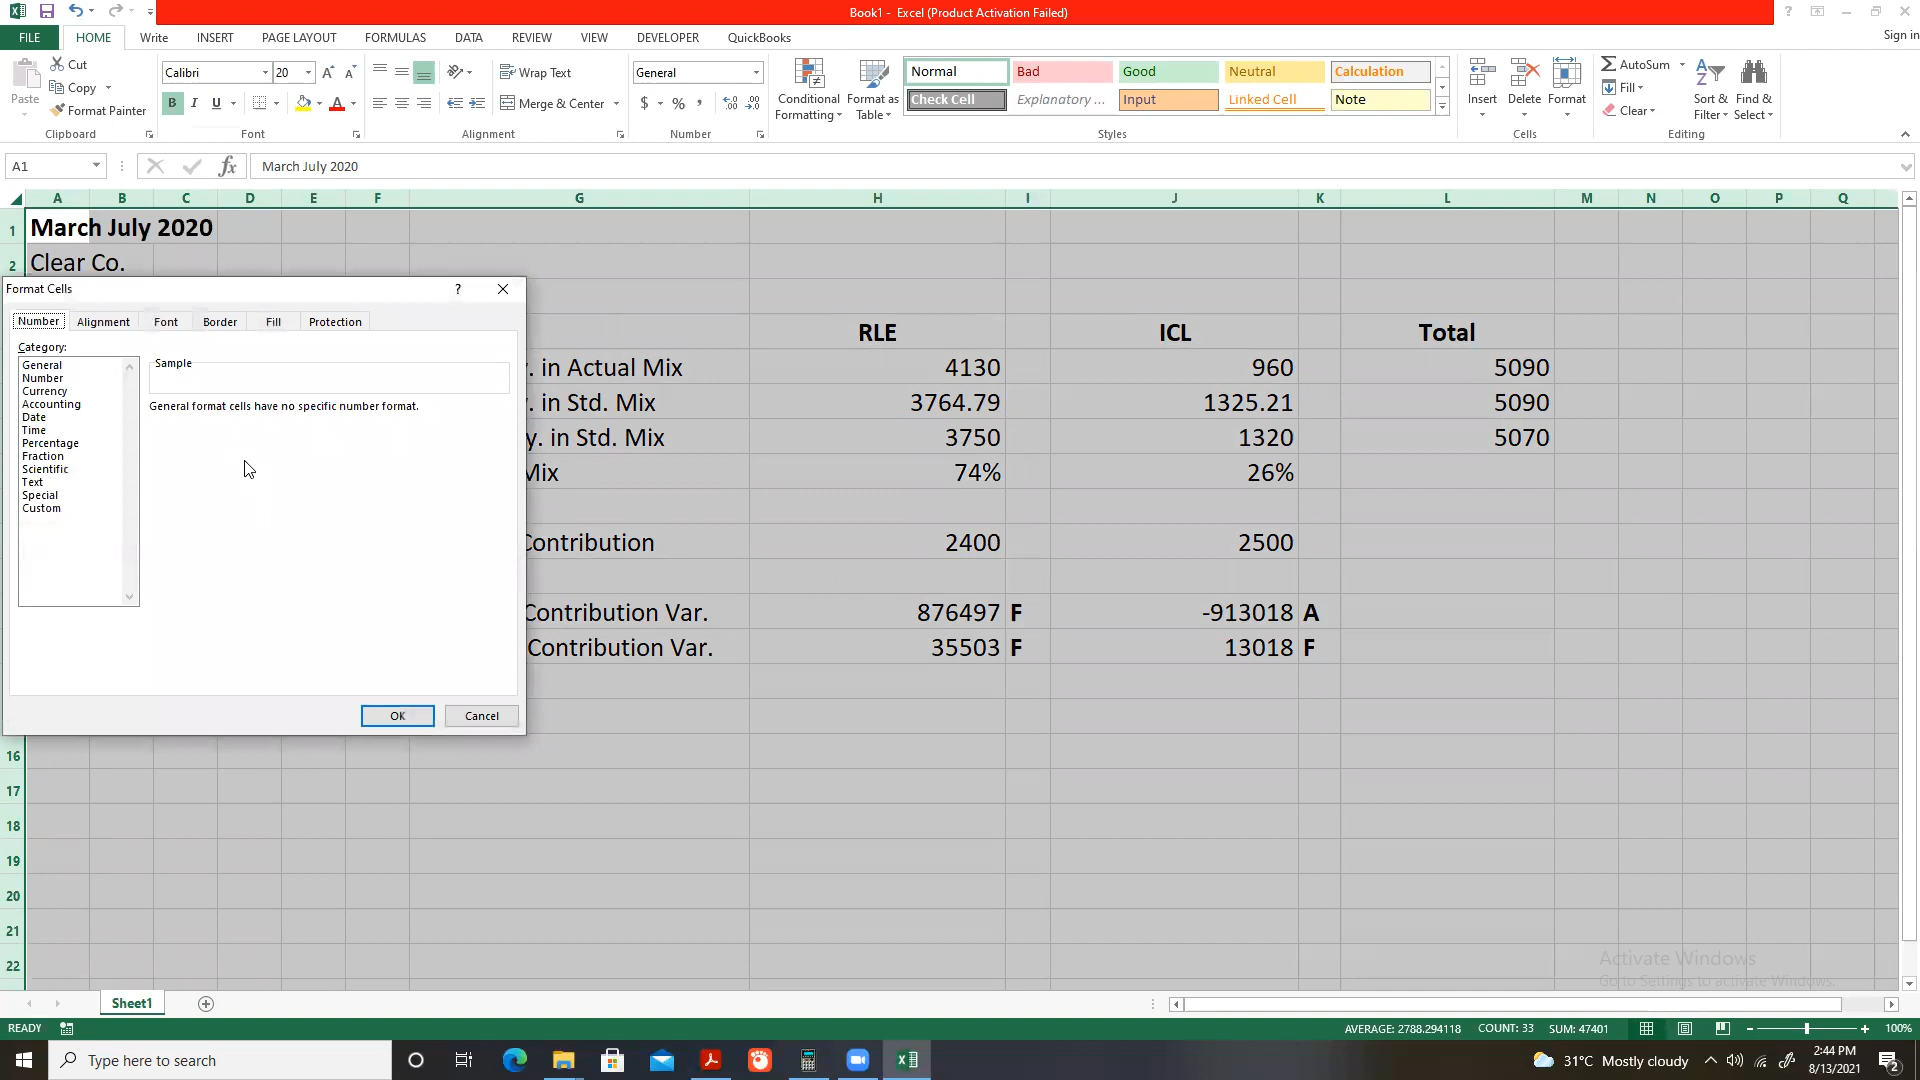 Book1 - Excel (Product Activation Failed)
FILE HOME Write INSERT PAGE LAYOUT FORMULAS DATA REVIEW VIEW DEVELOPER QuickBooks Sign in
Paste
Cut
Copy
Format Painter
Clipboard
Calibri 20
B I U
Font
Wrap Text
Merge & Center
Alignment
General
$ % ,
Number
Conditional Formatting
Format as Table
Normal Bad Good Neutral Calculation
Check Cell Explanatory ... Input Linked Cell Note
Styles
Insert Delete Format
Cells
AutoSum
Fill
Clear
Sort & Filter
Find & Select
Editing
A1 fx March July 2020
A B C D E F G H I J K L M N O P Q
1 March July 2020
2 Clear Co.
Format Cells ?
Number Alignment Font Border Fill Protection
Category:
General
Number
Currency
Accounting
Date
Time
Percentage
Fraction
Scientific
Text
Special
Custom
Sample
General format cells have no specific number format.
OK Cancel
RLE ICL Total
. in Actual Mix 4130 960 5090
. in Std. Mix 3764.79 1325.21 5090
y. in Std. Mix 3750 1320 5070
Mix 74% 26%
Contribution 2400 2500
Contribution Var. 876497 F -913018 A
Contribution Var. 35503 F 13018 F
16
17
18
19
20
21
22
Activate Windows
Go to Settings to activate Windows.
Sheet1
READY AVERAGE: 2788.294118 COUNT: 33 SUM: 47401 100%
Type here to search
31°C Mostly cloudy
2:44 PM
8/13/2021
2